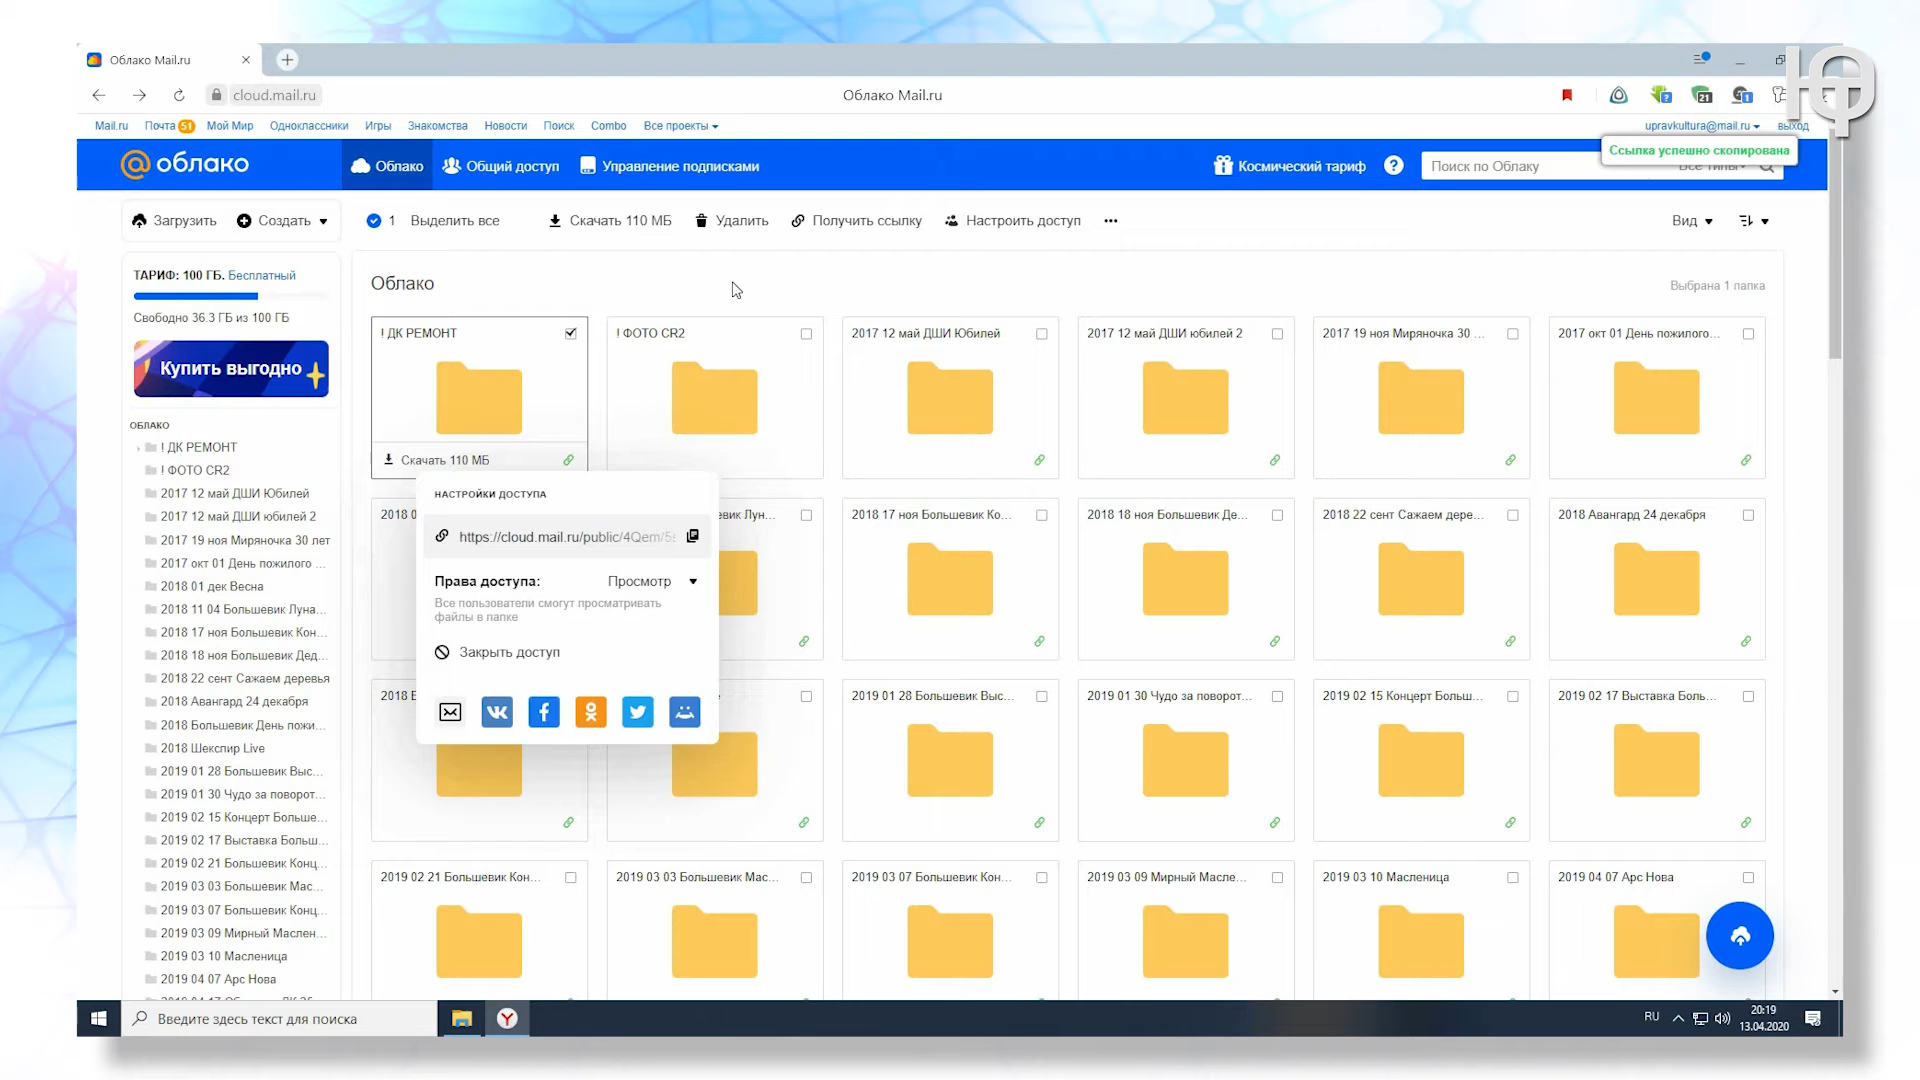 Облако Mail.ru
cloud.mail.ru
Облако Mail.ru
21
1
Mail.ru Почта 51 Мой Мир Одноклассники Игры Знакомства Новости Поиск Combo Все проекты
upravkultura@mail.ru выход
Ссылка успешно скопирована
@облако
Облако Общий доступ Управление подписками
Космический тариф ? Поиск по Облаку Все типы
Загрузить Создать
1 Выделить все Скачать 110 МБ Удалить Получить ссылку Настроить доступ ...
Вид
ТАРИФ: 100 ГБ. Бесплатный
Свободно 36.3 ГБ из 100 ГБ
Купить выгодно
ОБЛАКО
! ДК РЕМОНТ
! ФОТО CR2
2017 12 май ДШИ Юбилей
2017 12 май ДШИ юбилей 2
2017 19 ноя Миряночка 30 лет
2017 окт 01 День пожилого ...
2018 01 дек Весна
2018 11 04 Большевик Луна...
2018 17 ноя Большевик Кон...
2018 18 ноя Большевик Дед...
2018 22 сент Сажаем деревья
2018 Авангард 24 декабря
2018 Большевик День пожи...
2018 Шекспир Live
2019 01 28 Большевик Выс...
2019 01 30 Чудо за поворот...
2019 02 15 Концерт Больше...
2019 02 17 Выставка Больш...
2019 02 21 Большевик Конц...
2019 03 03 Большевик Мас...
2019 03 07 Большевик Конц...
2019 03 09 Мирный Маслен...
2019 03 10 Масленица
2019 04 07 Арс Нова
Облако
Выбрана 1 папка
! ДК РЕМОНТ
! ФОТО CR2
2017 12 май ДШИ Юбилей
2017 12 май ДШИ юбилей 2
2017 19 ноя Миряночка 30 ...
2017 окт 01 День пожилого...
Скачать 110 МБ
НАСТРОЙКИ ДОСТУПА
https://cloud.mail.ru/public/4Qem/5
Права доступа: Просмотр
Все пользователи смогут просматривать
файлы в папке
Закрыть доступ
2018 17 ноя Большевик Ко...
2018 18 ноя Большевик Де...
2018 22 сент Сажаем дере...
2018 Авангард 24 декабря
2019 01 28 Большевик Выс...
2019 01 30 Чудо за поворот...
2019 02 15 Концерт Больш...
2019 02 17 Выставка Боль...
2019 02 21 Большевик Кон...
2019 03 03 Большевик Мас...
2019 03 07 Большевик Кон...
2019 03 09 Мирный Масле...
2019 03 10 Масленица
2019 04 07 Арс Нова
Введите здесь текст для поиска
RU
20:19
13.04.2020